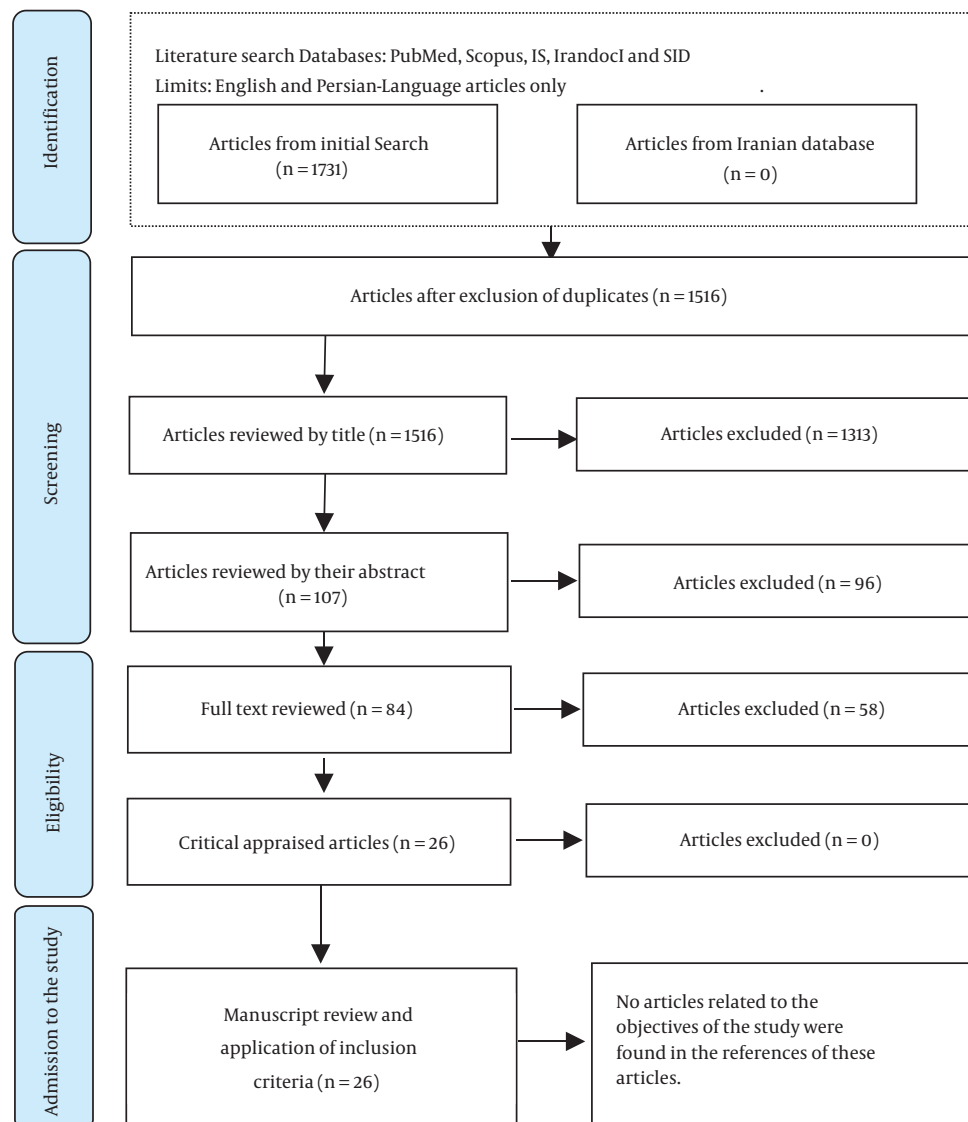 Identification
Literature search Databases: PubMed, Scopus, IS, IrandocI and SID
Limits: English and Persian-Language articles only .
Articles from initial Search
(n = 1731)
Articles from Iranian database
(n = 0)
Screening
Articles after exclusion of duplicates (n = 1516)
Articles reviewed by title (n = 1516)
Articles excluded (n = 1313)
Articles reviewed by their abstract
(n = 107)
Articles excluded (n = 96)
Eligibility
Full text reviewed (n = 84)
Articles excluded (n = 58)
Critical appraised articles (n = 26)
Articles excluded (n = 0)
Admission to the study
Manuscript review and
application of inclusion
criteria (n = 26)
No articles related to the
objectives of the study were
found in the references of these
articles.